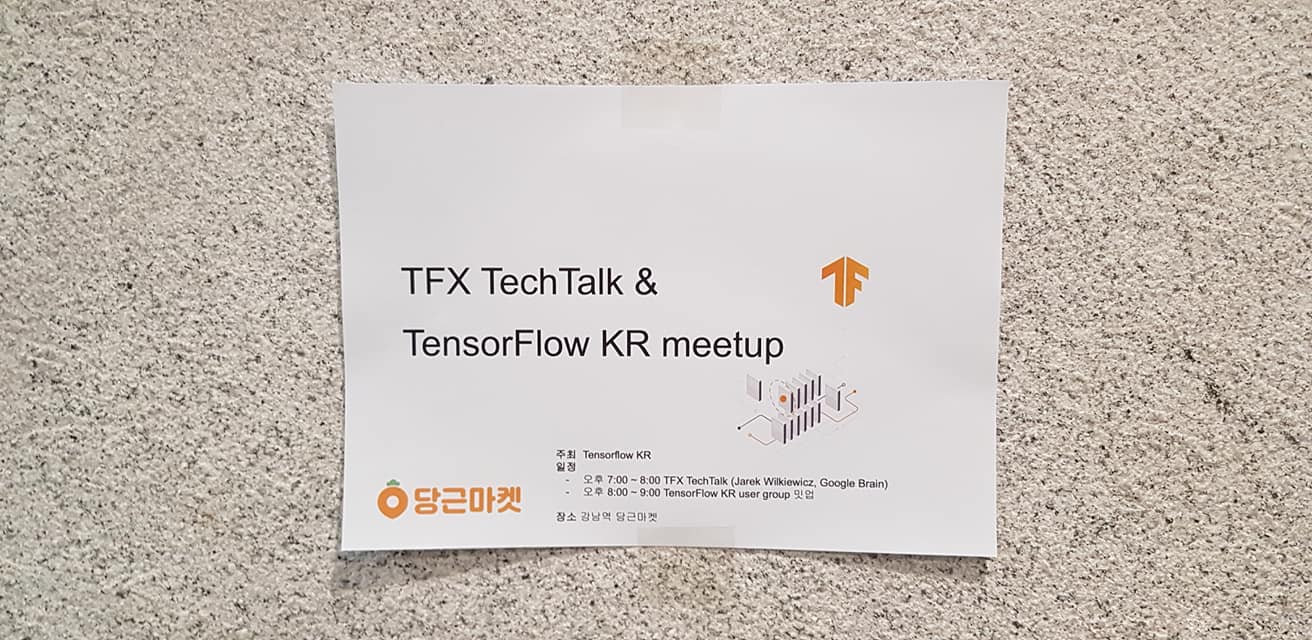 TFX TechTalk &
TensorFlow KR meetup
주최 Tensorflow KR
일정
- 오후 7:00 ~ 8:00 TFX TechTalk (Jarek Wilkiewicz, Google Brain)
- 오후 8:00 ~ 9:00 TensorFlow KR user group 밋업
장소 강남역 당근마켓
당근마켓